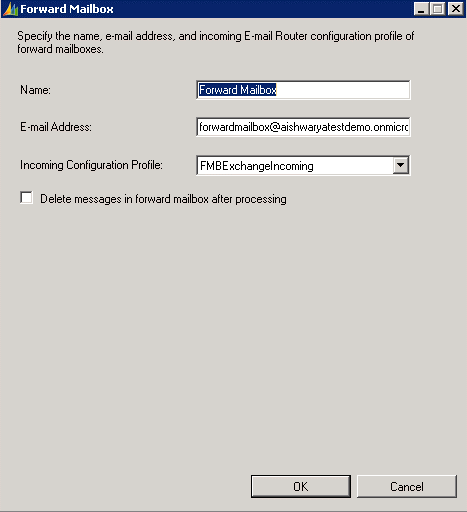 Forward Mailbox
Specify the name, e-mail address, and incoming E-mail Router configuration profile of
forward mailboxes.
Name: Forward Mailbox
E-mail Address: forwardmailbox@aishwaryatestdemo.onmicrc
Incoming Configuration Profile: FMBExchangeIncoming
Delete messages in forward mailbox after processing
OK Cancel